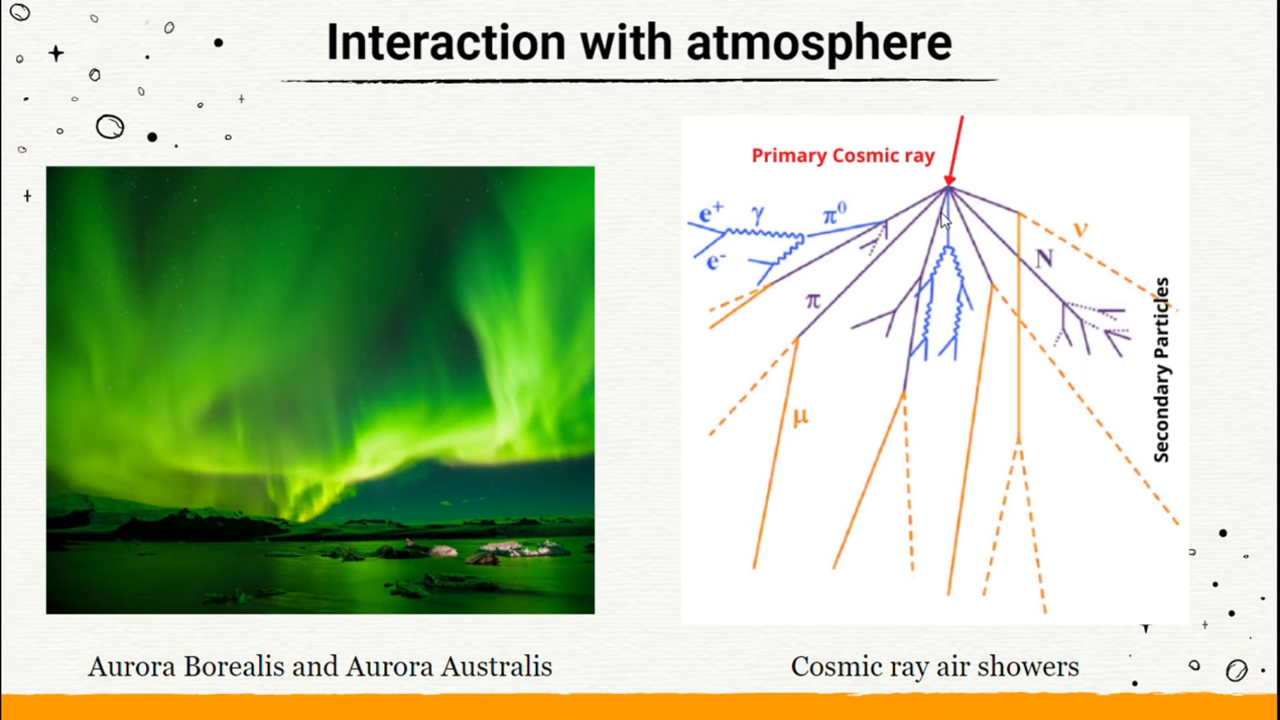 Interaction with atmosphere
Primary Cosmic ray
e+ γ π0
e-
ν
N
π
μ
Secondary Particles
Aurora Borealis and Aurora Australis
Cosmic ray air showers